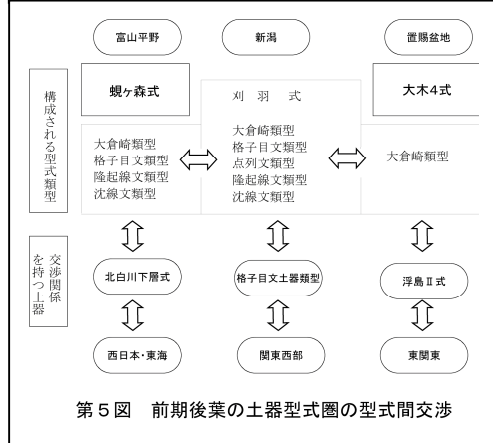 富山平野
新潟
置賜盆地
構成される型式類型
蜆ヶ森式
刈羽式
大木4式
大倉崎類型
格子目文類型
隆起線文類型
沈線文類型
大倉崎類型
格子目文類型
点列文類型
隆起線文類型
沈線文類型
大倉崎類型
交渉関係
を持つ土器
北白川下層式
格子目文土器類型
浮島Ⅱ式
西日本・東海
関東西部
東関東
第5図 前期後葉の土器型式圏の型式間交渉